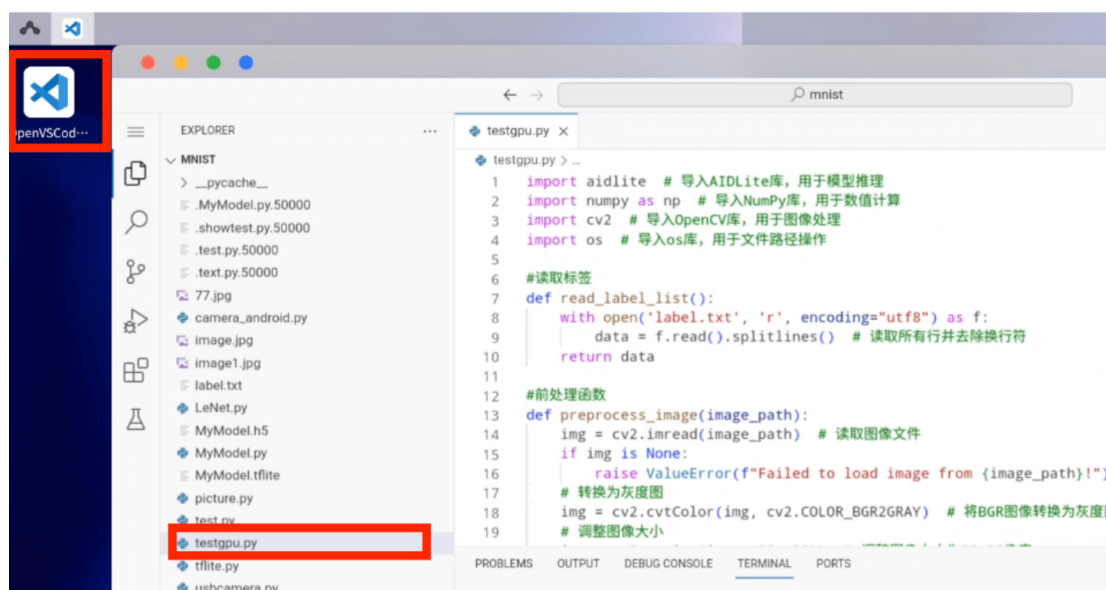 mnist
OpenVSCod...
EXPLORER
...
MNIST
__pycache__
.MyModel.py.50000
.showtest.py.50000
.test.py.50000
.text.py.50000
77.jpg
camera_android.py
image.jpg
image1.jpg
label.txt
LeNet.py
MyModel.h5
MyModel.py
MyModel.tflite
picture.py
test.py
testgpu.py
tflite.py
usbcamera.py
testgpu.py
testgpu.py > ...
1 import aidlite # 导入AIDLite库，用于模型推理
2 import numpy as np # 导入NumPy库，用于数值计算
3 import cv2 # 导入OpenCV库，用于图像处理
4 import os # 导入os库，用于文件路径操作
5
6 #读取标签
7 def read_label_list():
8 with open('label.txt', 'r', encoding="utf8") as f:
9 data = f.read().splitlines() # 读取所有行并去除换行符
10 return data
11
12 #前处理函数
13 def preprocess_image(image_path):
14 img = cv2.imread(image_path) # 读取图像文件
15 if img is None:
16 raise ValueError(f"Failed to load image from {image_path}!")
17 # 转换为灰度图
18 img = cv2.cvtColor(img, cv2.COLOR_BGR2GRAY) # 将BGR图像转换为灰度
19 # 调整图像大小
PROBLEMS OUTPUT DEBUG CONSOLE TERMINAL PORTS